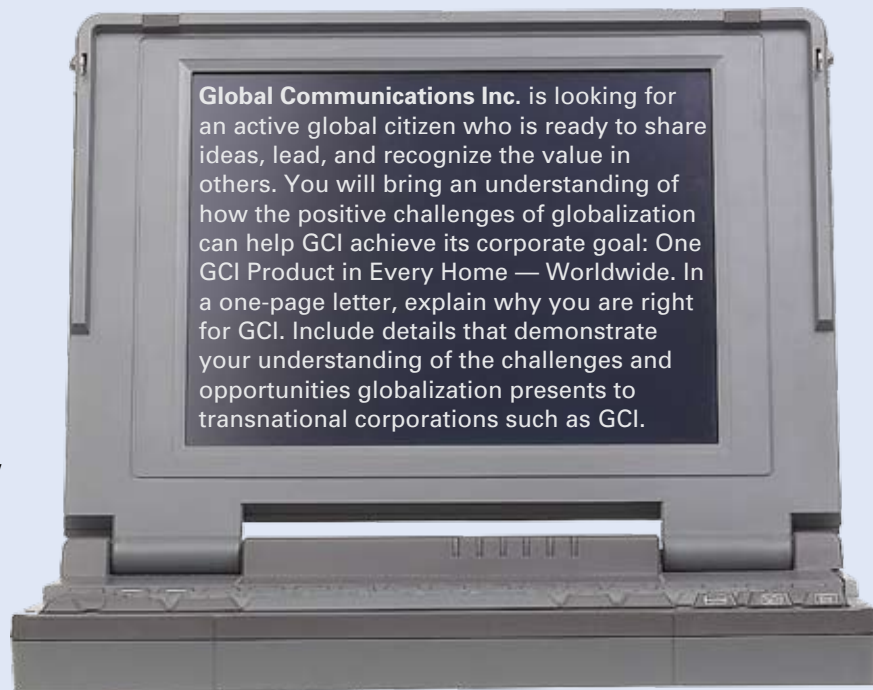 Global Communications Inc. is looking for
an active global citizen who is ready to share
ideas, lead, and recognize the value in
others. You will bring an understanding of
how the positive challenges of globalization
can help GCI achieve its corporate goal: One
GCI Product in Every Home — Worldwide. In
a one-page letter, explain why you are right
for GCI. Include details that demonstrate
your understanding of the challenges and
opportunities globalization presents to
transnational corporations such as GCI.